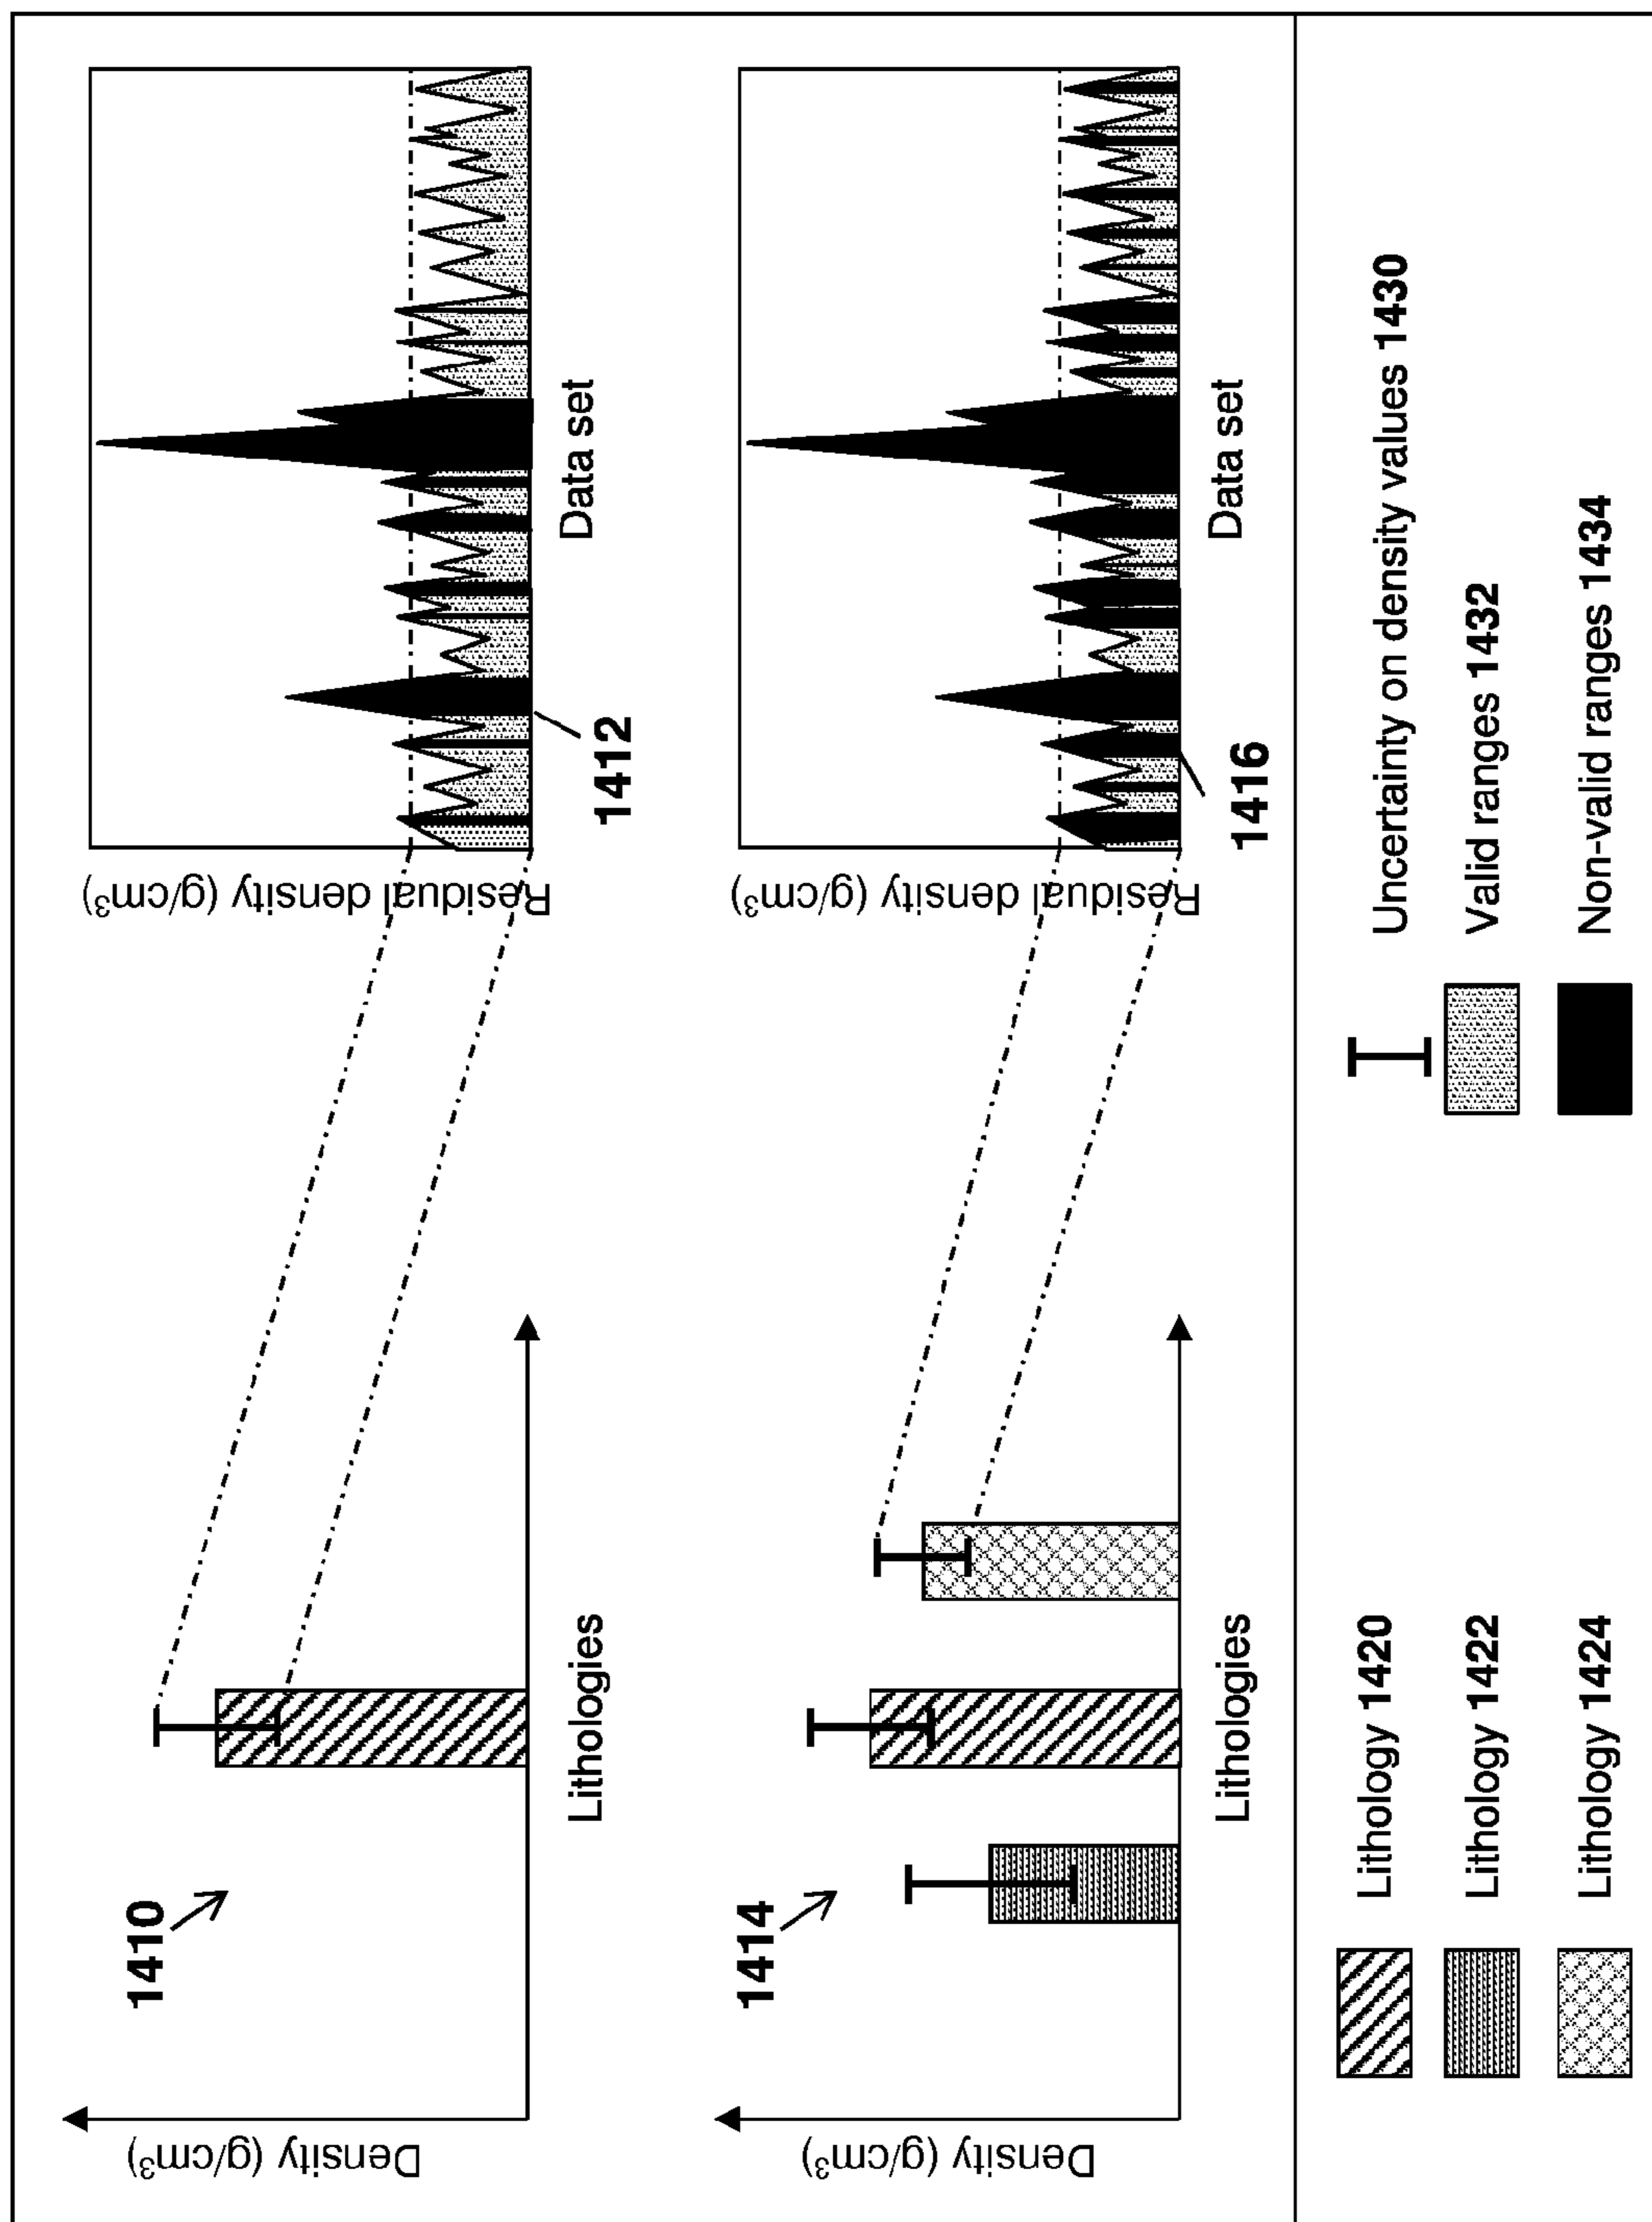 1410
Density (g/cm³)
Lithologies
Residual density (g/cm³)
1412
Data set
1414
Density (g/cm³)
Lithologies
Residual density (g/cm³)
1416
Data set
Lithology 1420
Lithology 1422
Lithology 1424
Uncertainty on density values 1430
Valid ranges 1432
Non-valid ranges 1434